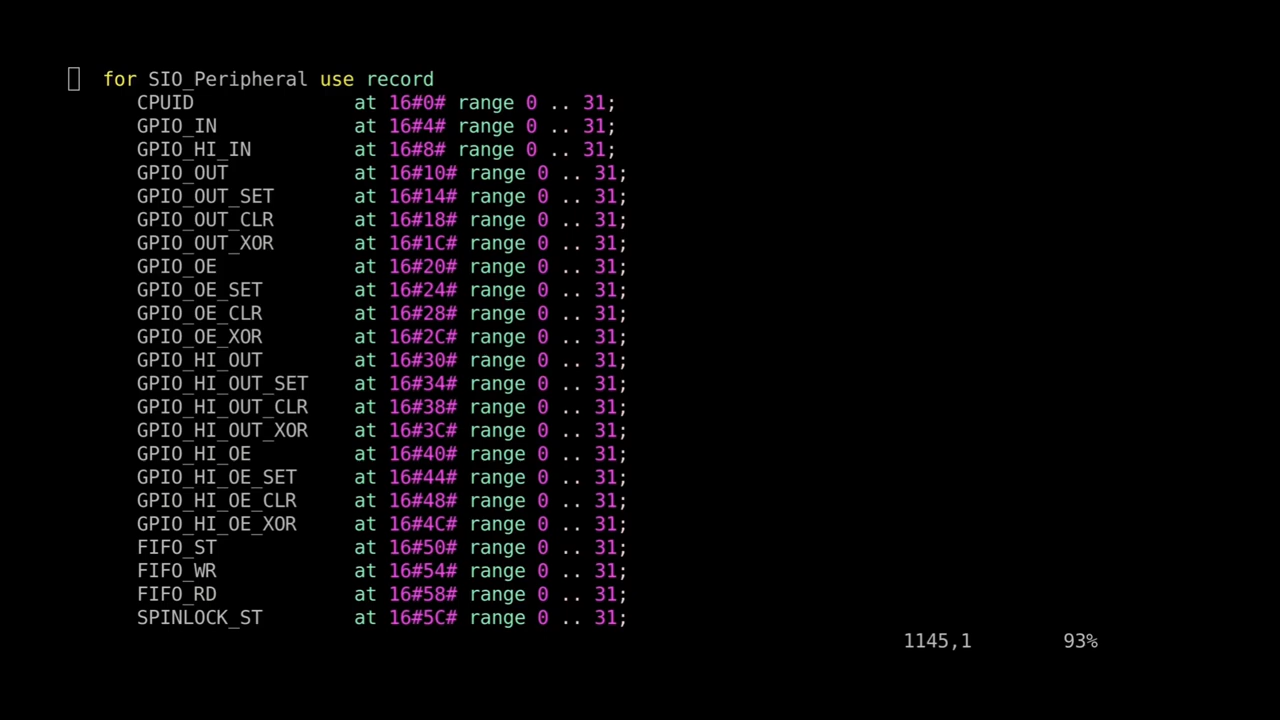 for SIO_Peripheral use record
CPUID at 16#0# range 0 .. 31;
GPIO_IN at 16#4# range 0 .. 31;
GPIO_HI_IN at 16#8# range 0 .. 31;
GPIO_OUT at 16#10# range 0 .. 31;
GPIO_OUT_SET at 16#14# range 0 .. 31;
GPIO_OUT_CLR at 16#18# range 0 .. 31;
GPIO_OUT_XOR at 16#1C# range 0 .. 31;
GPIO_OE at 16#20# range 0 .. 31;
GPIO_OE_SET at 16#24# range 0 .. 31;
GPIO_OE_CLR at 16#28# range 0 .. 31;
GPIO_OE_XOR at 16#2C# range 0 .. 31;
GPIO_HI_OUT at 16#30# range 0 .. 31;
GPIO_HI_OUT_SET at 16#34# range 0 .. 31;
GPIO_HI_OUT_CLR at 16#38# range 0 .. 31;
GPIO_HI_OUT_XOR at 16#3C# range 0 .. 31;
GPIO_HI_OE at 16#40# range 0 .. 31;
GPIO_HI_OE_SET at 16#44# range 0 .. 31;
GPIO_HI_OE_CLR at 16#48# range 0 .. 31;
GPIO_HI_OE_XOR at 16#4C# range 0 .. 31;
FIFO_ST at 16#50# range 0 .. 31;
FIFO_WR at 16#54# range 0 .. 31;
FIFO_RD at 16#58# range 0 .. 31;
SPINLOCK_ST at 16#5C# range 0 .. 31;
1145,1 93%